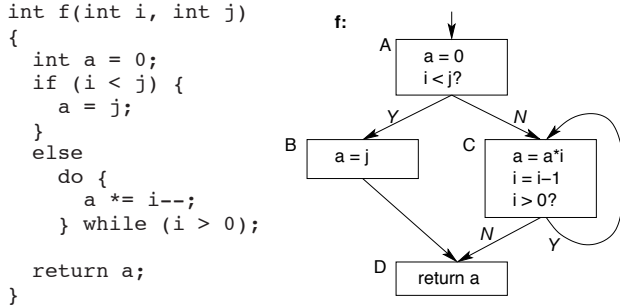 int f(int i, int j)
{
int a = 0;
if (i < j) {
a = j;
}
else
do {
a *= i--;
} while (i > 0);
return a;
}
f:
A
a = 0
i < j?
Y
N
B
a = j
C
a = a*i
i = i–1
i > 0?
N
Y
D
return a